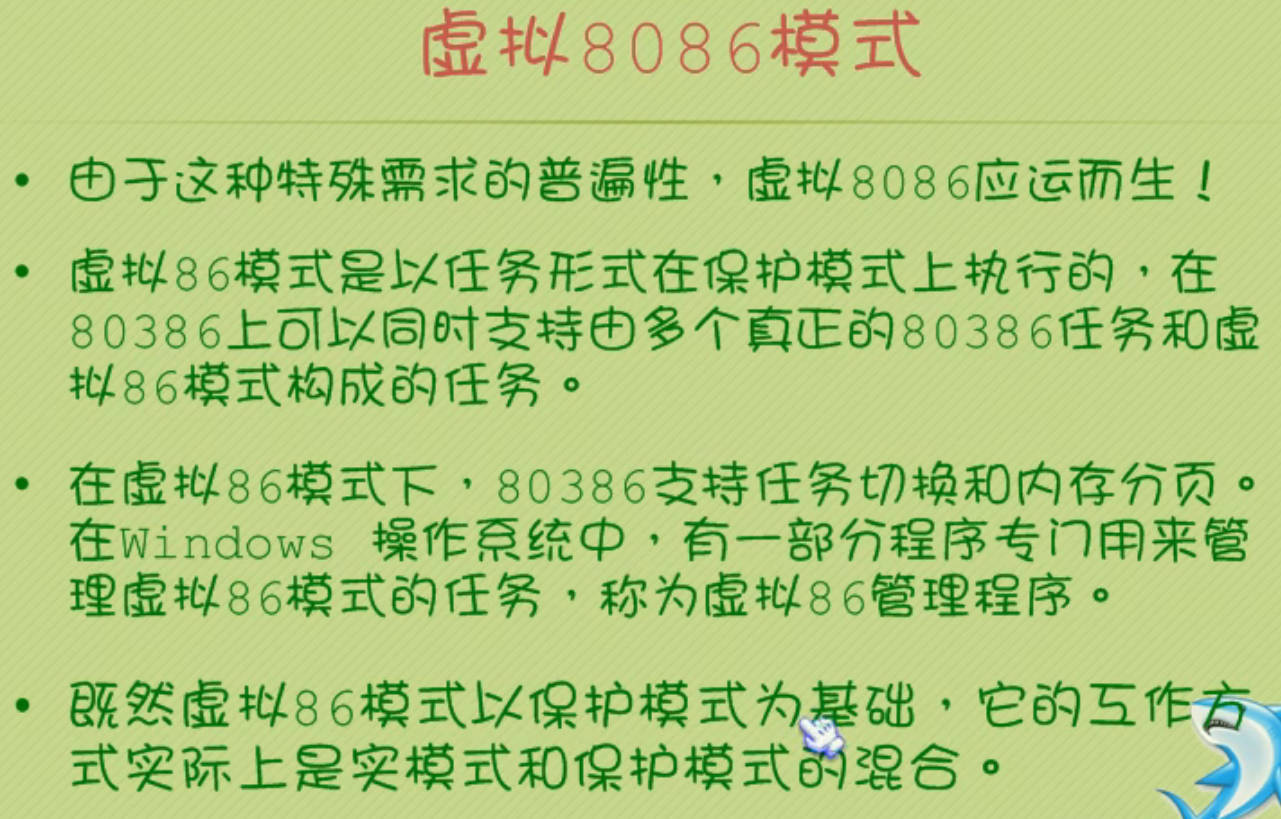 虚拟8086模式
• 由于这种特殊需求的普遍性，虚拟8086应运而生！
• 虚拟86模式是以任务形式在保护模式上执行的，在
80386上可以同时支持由多个真正的80386任务和虚
拟86模式构成的任务。
• 在虚拟86模式下，80386支持任务切换和内存分页。
在Windows 操作系统中，有一部分程序专门用来管
理虚拟86模式的任务，称为虚拟86管理程序。
• 既然虚拟86模式以保护模式为基础，它的工作方
式实际上是实模式和保护模式的混合。